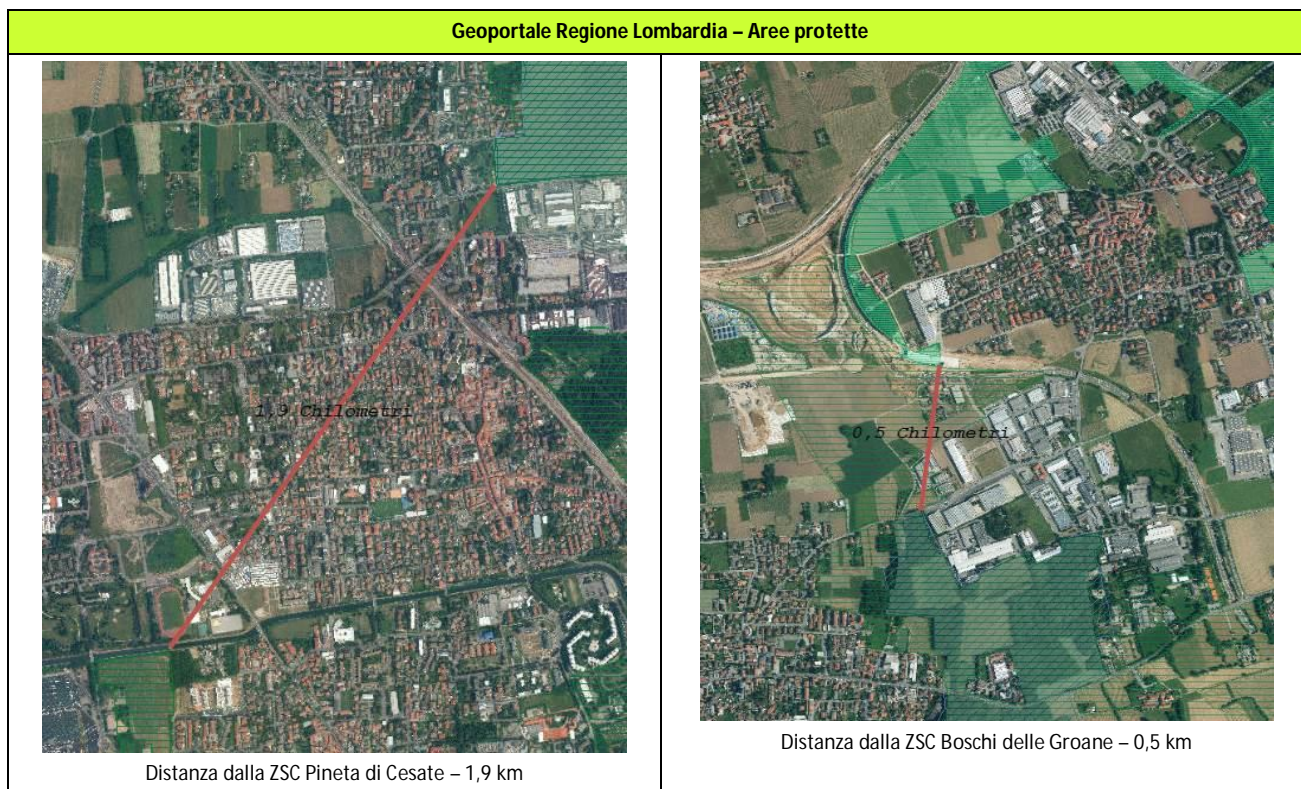 Geoportale Regione Lombardia – Aree protette
1,9 Chilometri
Distanza dalla ZSC Pineta di Cesate – 1,9 km
0,5 Chilometri
Distanza dalla ZSC Boschi delle Groane – 0,5 km